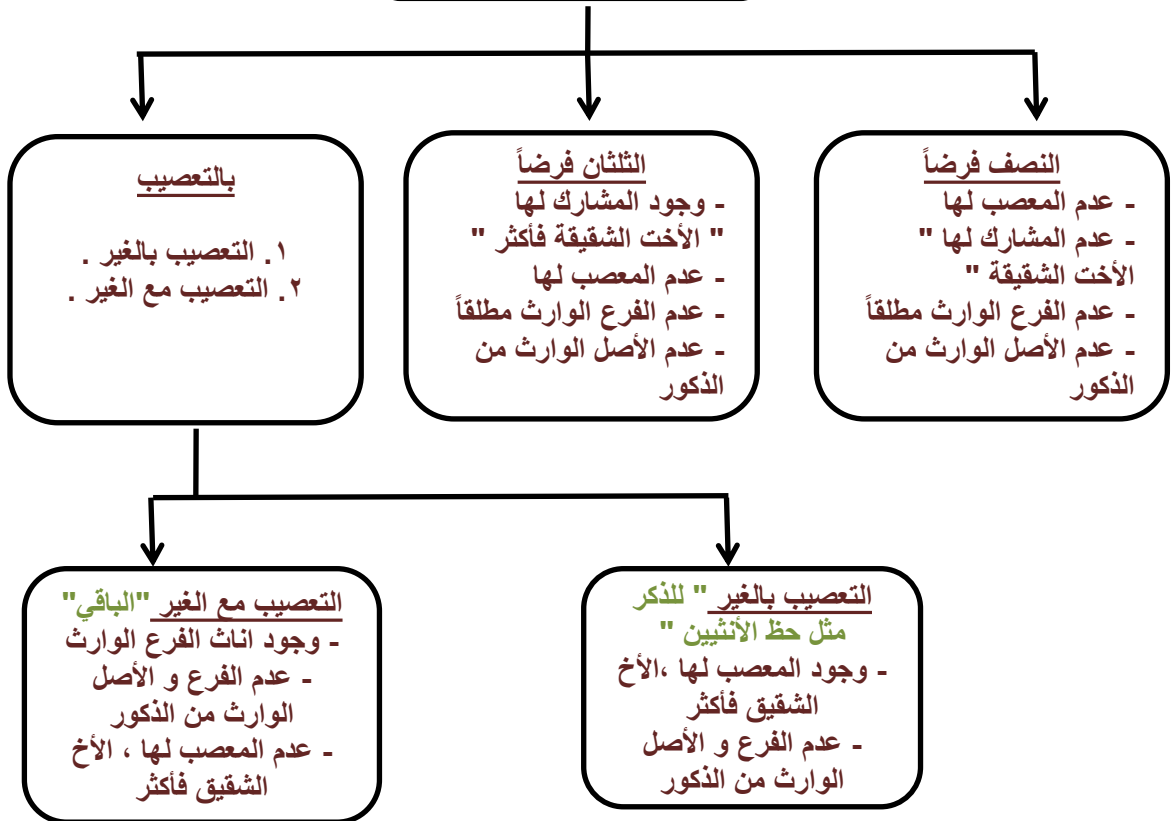 النصف فرضاً
- عدم المعصب لها
- عدم المشارك لها "
الأخت الشقيقة "
- عدم الفرع الوارث مطلقاً
- عدم الأصل الوارث من
الذكور
الثلثان فرضاً
- وجود المشارك لها
" الأخت الشقيقة فأكثر "
- عدم المعصب لها
- عدم الفرع الوارث مطلقاً
- عدم الأصل الوارث من
الذكور
بالتعصيب
١. التعصيب بالغير .
٢. التعصيب مع الغير .
التعصيب بالغير " للذكر
مثل حظ الأنثيين "
- وجود المعصب لها ،الأخ
الشقيق فأكثر
- عدم الفرع و الأصل
الوارث من الذكور
التعصيب مع الغير "الباقي"
- وجود اناث الفرع الوارث
- عدم الفرع و الأصل
الوارث من الذكور
- عدم المعصب لها ، الأخ
الشقيق فأكثر